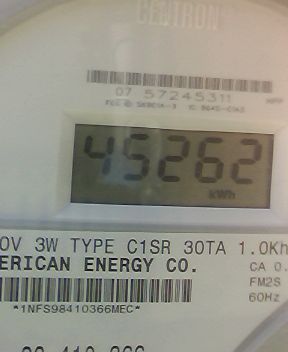 CENTRON
07 57245311
45262
kWh
0V 3W TYPE C1SR 30TA 1.0Kh
ERICAN ENERGY CO.
CA 0.
FM2S
60Hz
*1NFS98410366MEC*